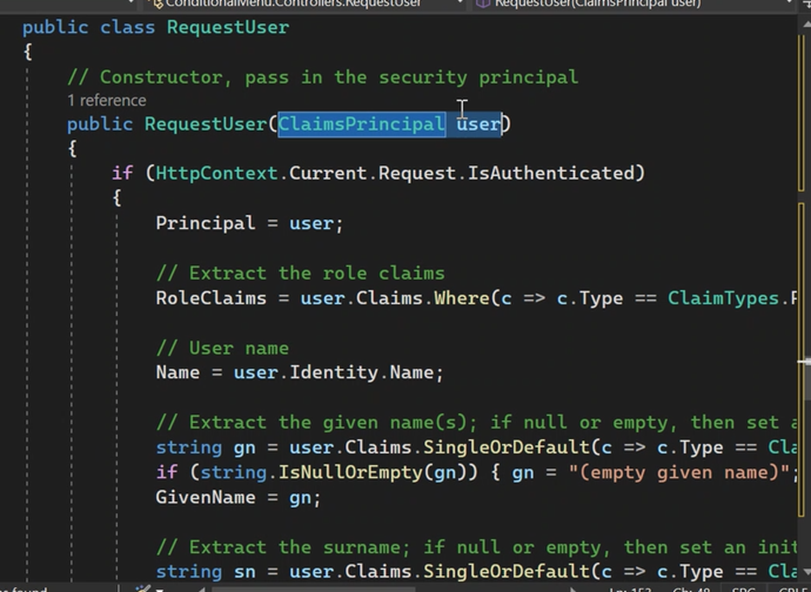 ConditionalMenu.Controllers.RequestUser RequestUser(ClaimsPrincipal user)
public class RequestUser
{
// Constructor, pass in the security principal
1 reference
public RequestUser(ClaimsPrincipal user)
{
if (HttpContext.Current.Request.IsAuthenticated)
{
Principal = user;
// Extract the role claims
RoleClaims = user.Claims.Where(c => c.Type == ClaimTypes.
// User name
Name = user.Identity.Name;
// Extract the given name(s); if null or empty, then set a
string gn = user.Claims.SingleOrDefault(c => c.Type == Cla
if (string.IsNullOrEmpty(gn)) { gn = "(empty given name)";
GivenName = gn;
// Extract the surname; if null or empty, then set an init
string sn = user.Claims.SingleOrDefault(c => c.Type == Cla
found